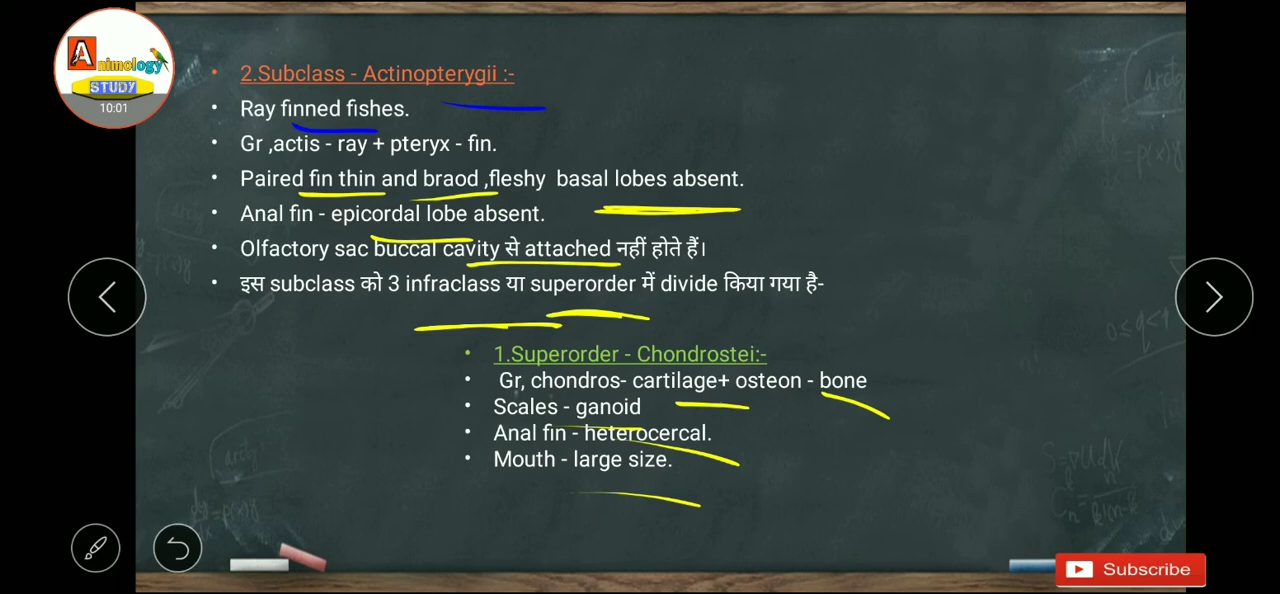 Animology
STUDY
10:01
2.Subclass - Actinopterygii :-
Ray finned fishes.
Gr ,actis - ray + pteryx - fin.
Paired fin thin and braod ,fleshy basal lobes absent.
Anal fin - epicordal lobe absent.
Olfactory sac buccal cavity से attached नहीं होते हैं।
इस subclass को 3 infraclass या superorder में divide किया गया है-
1.Superorder - Chondrostei:-
Gr, chondros- cartilage+ osteon - bone
Scales - ganoid
Anal fin - heterocercal.
Mouth - large size.
Subscribe